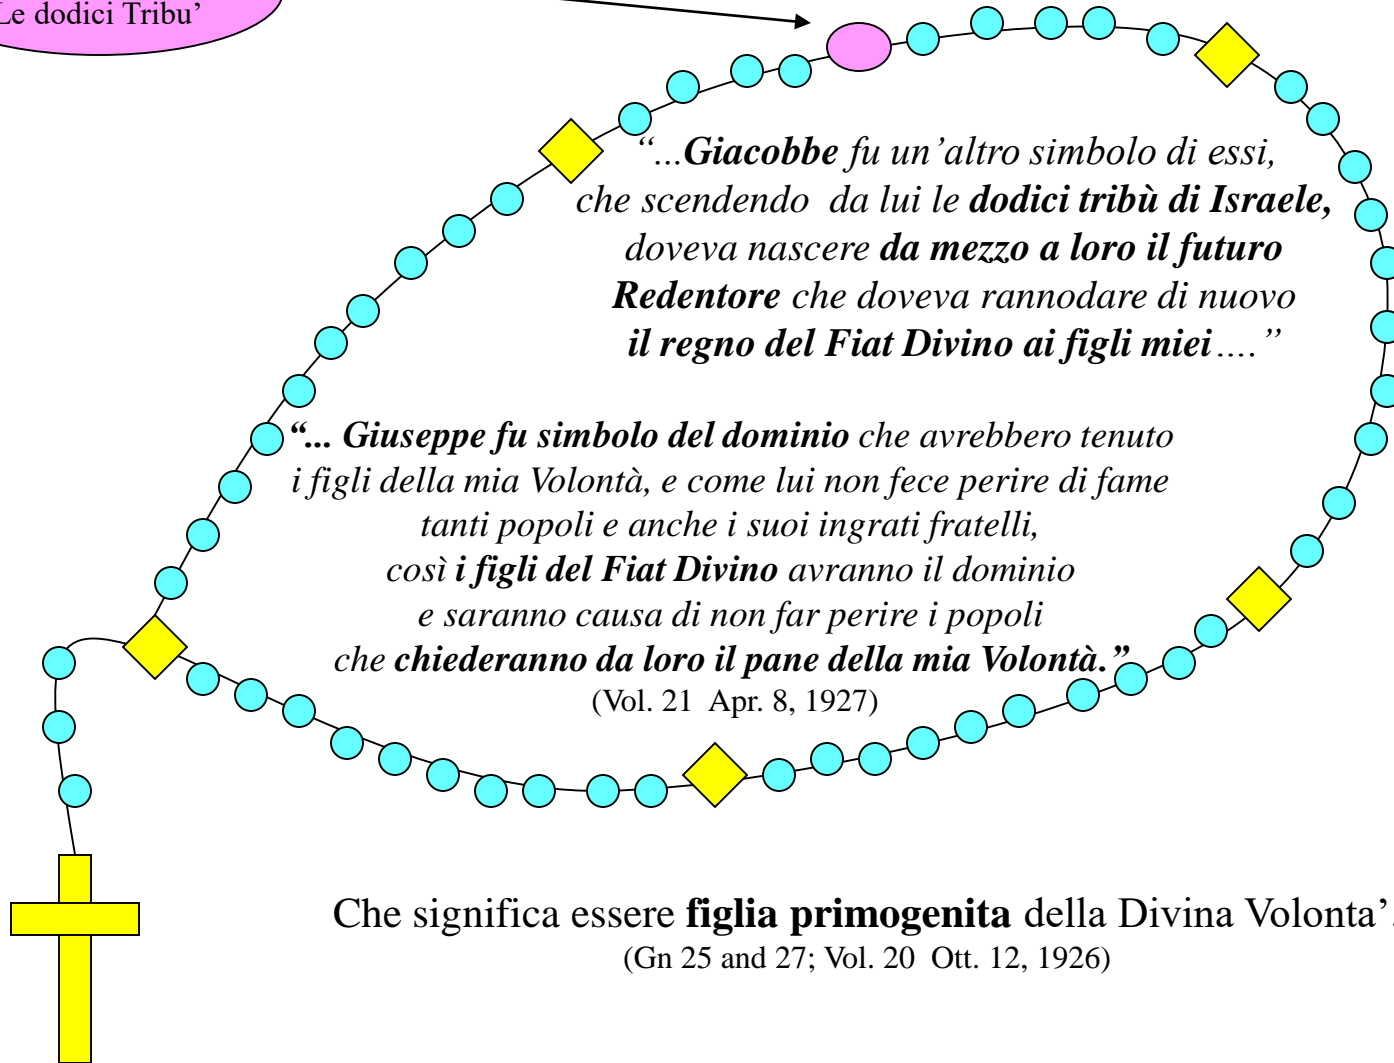 Le dodici Tribu’
“...Giacobbe fu un’altro simbolo di essi,
che scendendo da lui le dodici tribù di Israele,
doveva nascere da mezzo a loro il futuro
Redentore che doveva rannodare di nuovo
il regno del Fiat Divino ai figli miei....”
“... Giuseppe fu simbolo del dominio che avrebbero tenuto
i figli della mia Volontà, e come lui non fece perire di fame
tanti popoli e anche i suoi ingrati fratelli,
così i figli del Fiat Divino avranno il dominio
e saranno causa di non far perire i popoli
che chiederanno da loro il pane della mia Volontà.”
(Vol. 21 Apr. 8, 1927)
Che significa essere figlia primogenita della Divina Volonta’.
(Gn 25 and 27; Vol. 20 Ott. 12, 1926)